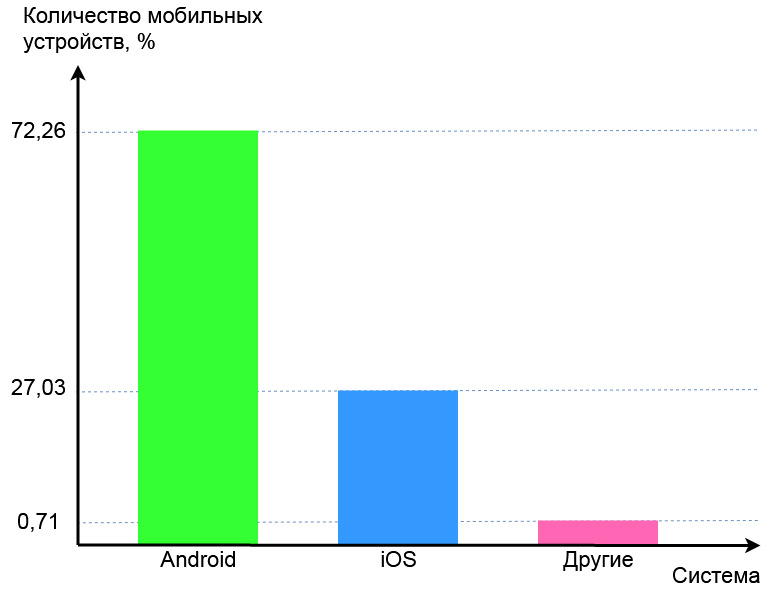 Количество мобильных
устройств, %
72,26
27,03
0,71
Android
iOS
Другие
Система